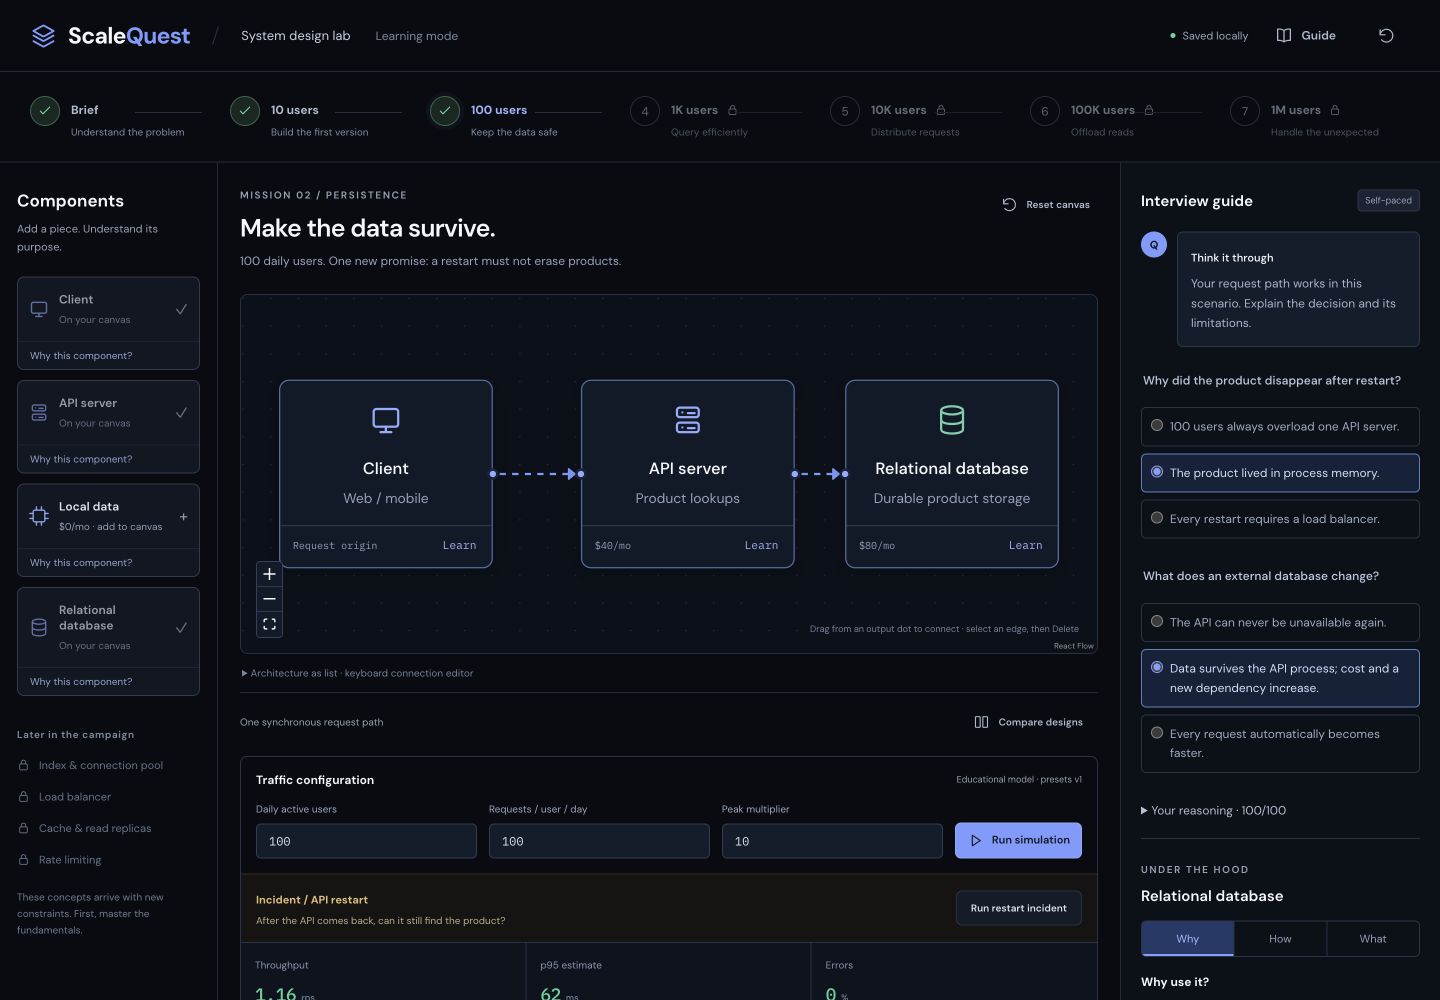 ScaleQuest / System design lab Learning mode
Saved locally Guide
Brief
Understand the problem
10 users
Build the first version
100 users
Keep the data safe
4 1K users
Query efficiently
5 10K users
Distribute requests
6 100K users
Offload reads
7 1M users
Handle the unexpected
Components
Add a piece. Understand its
purpose.
Client
On your canvas
Why this component?
API server
On your canvas
Why this component?
Local data
$0/mo · add to canvas
+
Why this component?
Relational
database
On your canvas
Why this component?
Later in the campaign
Index & connection pool
Load balancer
Cache & read replicas
Rate limiting
These concepts arrive with new
constraints. First, master the
fundamentals.
MISSION 02 / PERSISTENCE
Make the data survive.
100 daily users. One new promise: a restart must not erase products.
Reset canvas
Client
Web / mobile
Request origin Learn
API server
Product lookups
$40/mo Learn
Relational database
Durable product storage
$80/mo Learn
Drag from an output dot to connect · select an edge, then Delete
React Flow
Architecture as list · keyboard connection editor
One synchronous request path
Compare designs
Traffic configuration
Educational model · presets v1
Daily active users
100
Requests / user / day
100
Peak multiplier
10
Run simulation
Incident / API restart
After the API comes back, can it still find the product?
Run restart incident
Throughput
1.16 rps
p95 estimate
62 ms
Errors
0 %
Interview guide
Self-paced
Q
Think it through
Your request path works in this
scenario. Explain the decision and its
limitations.
Why did the product disappear after restart?
100 users always overload one API server.
The product lived in process memory.
Every restart requires a load balancer.
What does an external database change?
The API can never be unavailable again.
Data survives the API process; cost and a
new dependency increase.
Every request automatically becomes
faster.
Your reasoning · 100/100
UNDER THE HOOD
Relational database
Why How What
Why use it?